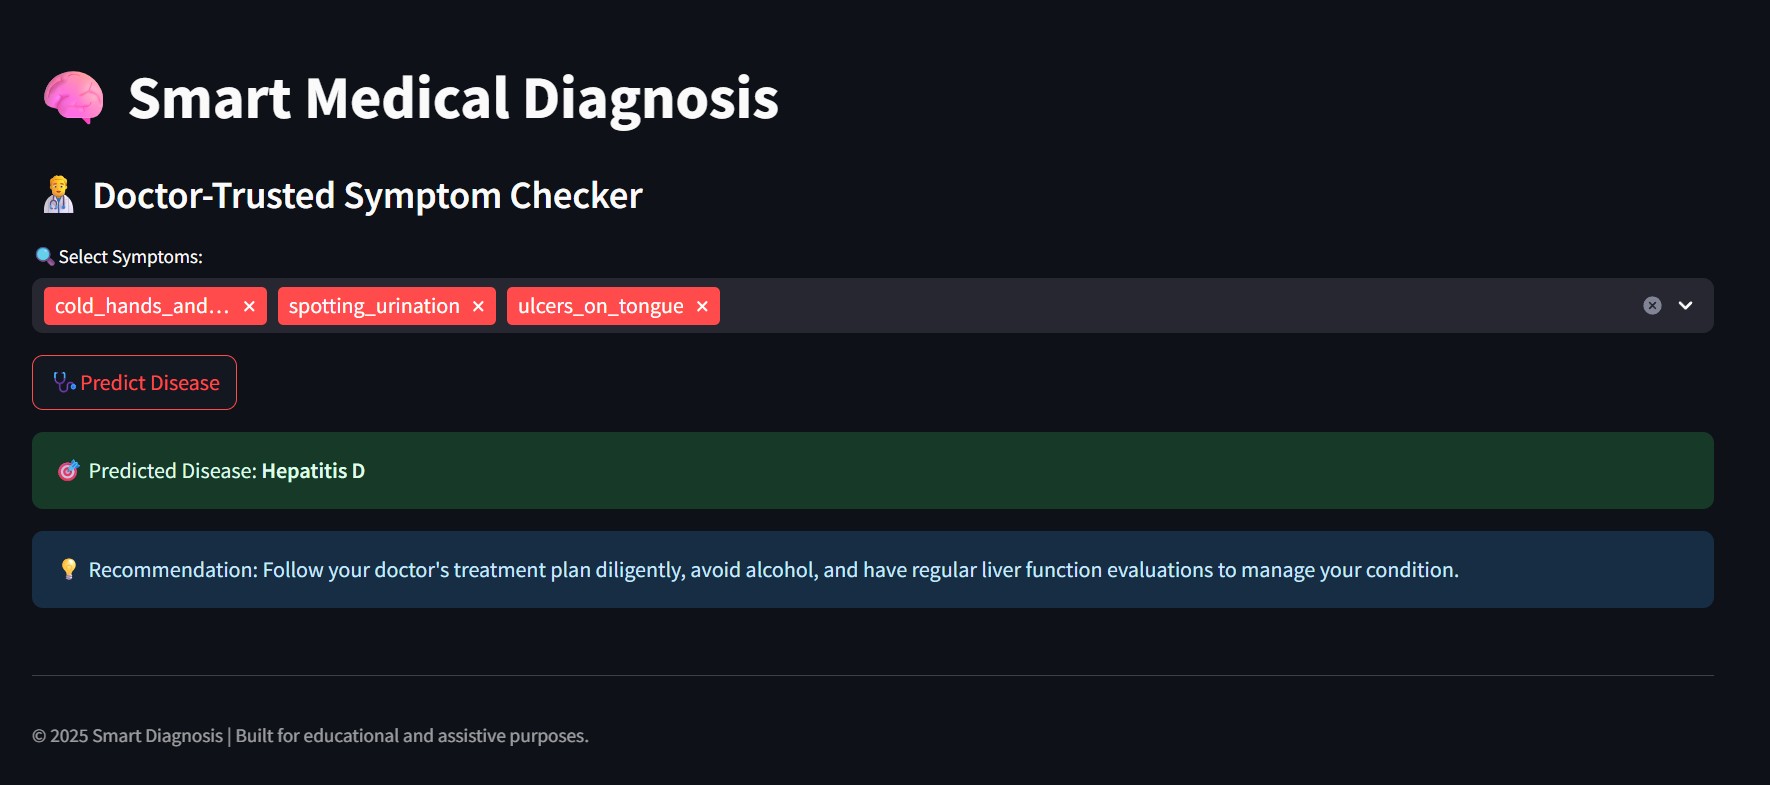 Smart Medical Diagnosis
Doctor-Trusted Symptom Checker
Select Symptoms:
cold_hands_and... spotting_urination ulcers_on_tongue
Predict Disease
Predicted Disease: Hepatitis D
Recommendation: Follow your doctor's treatment plan diligently, avoid alcohol, and have regular liver function evaluations to manage your condition.
© 2025 Smart Diagnosis | Built for educational and assistive purposes.